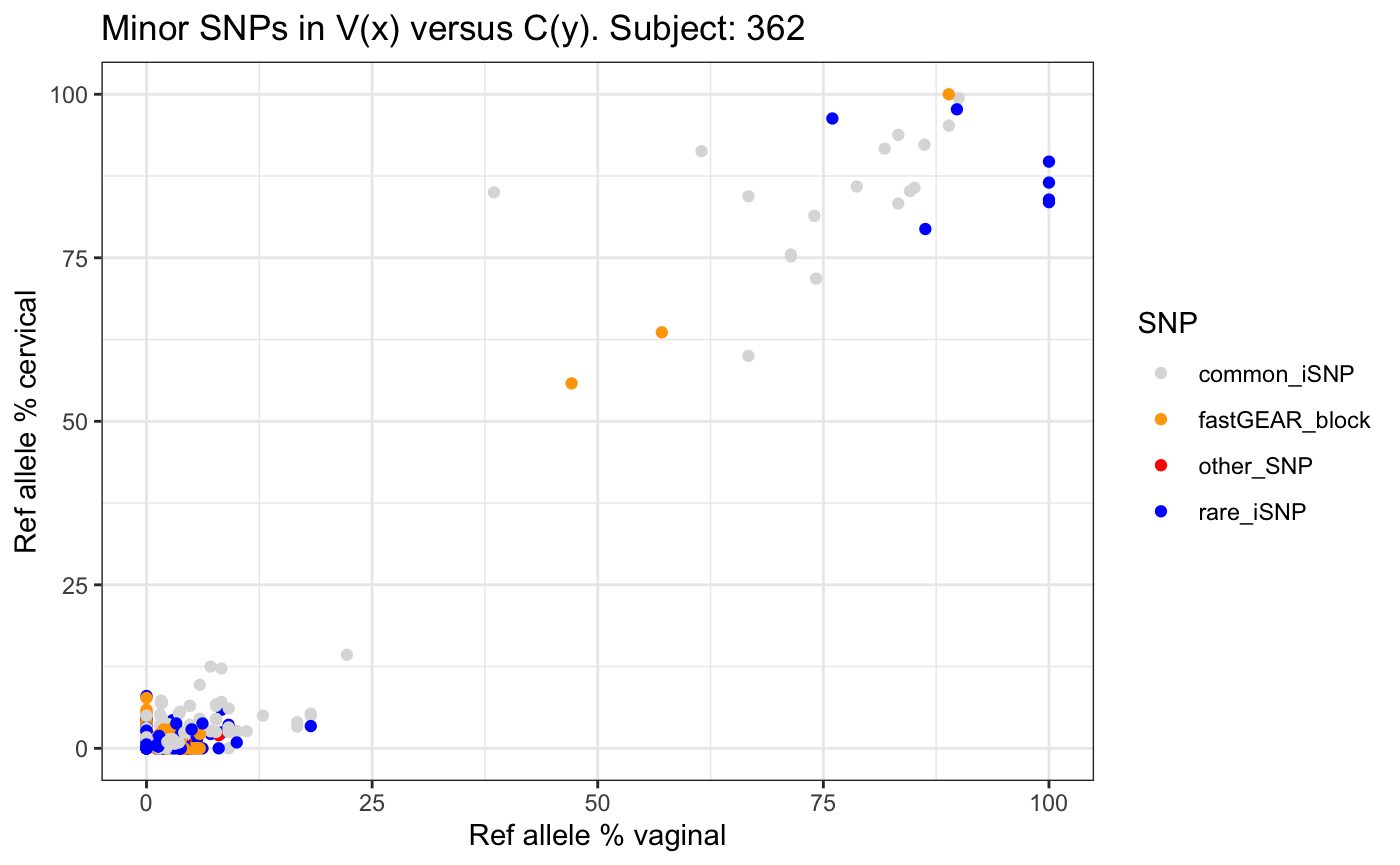 Minor SNPs in V(x) versus C(y). Subject: 362
Ref allele % cervical
100
75
50
25
0
0 25 50 75 100
Ref allele % vaginal
SNP
common_iSNP
fastGEAR_block
other_SNP
rare_iSNP